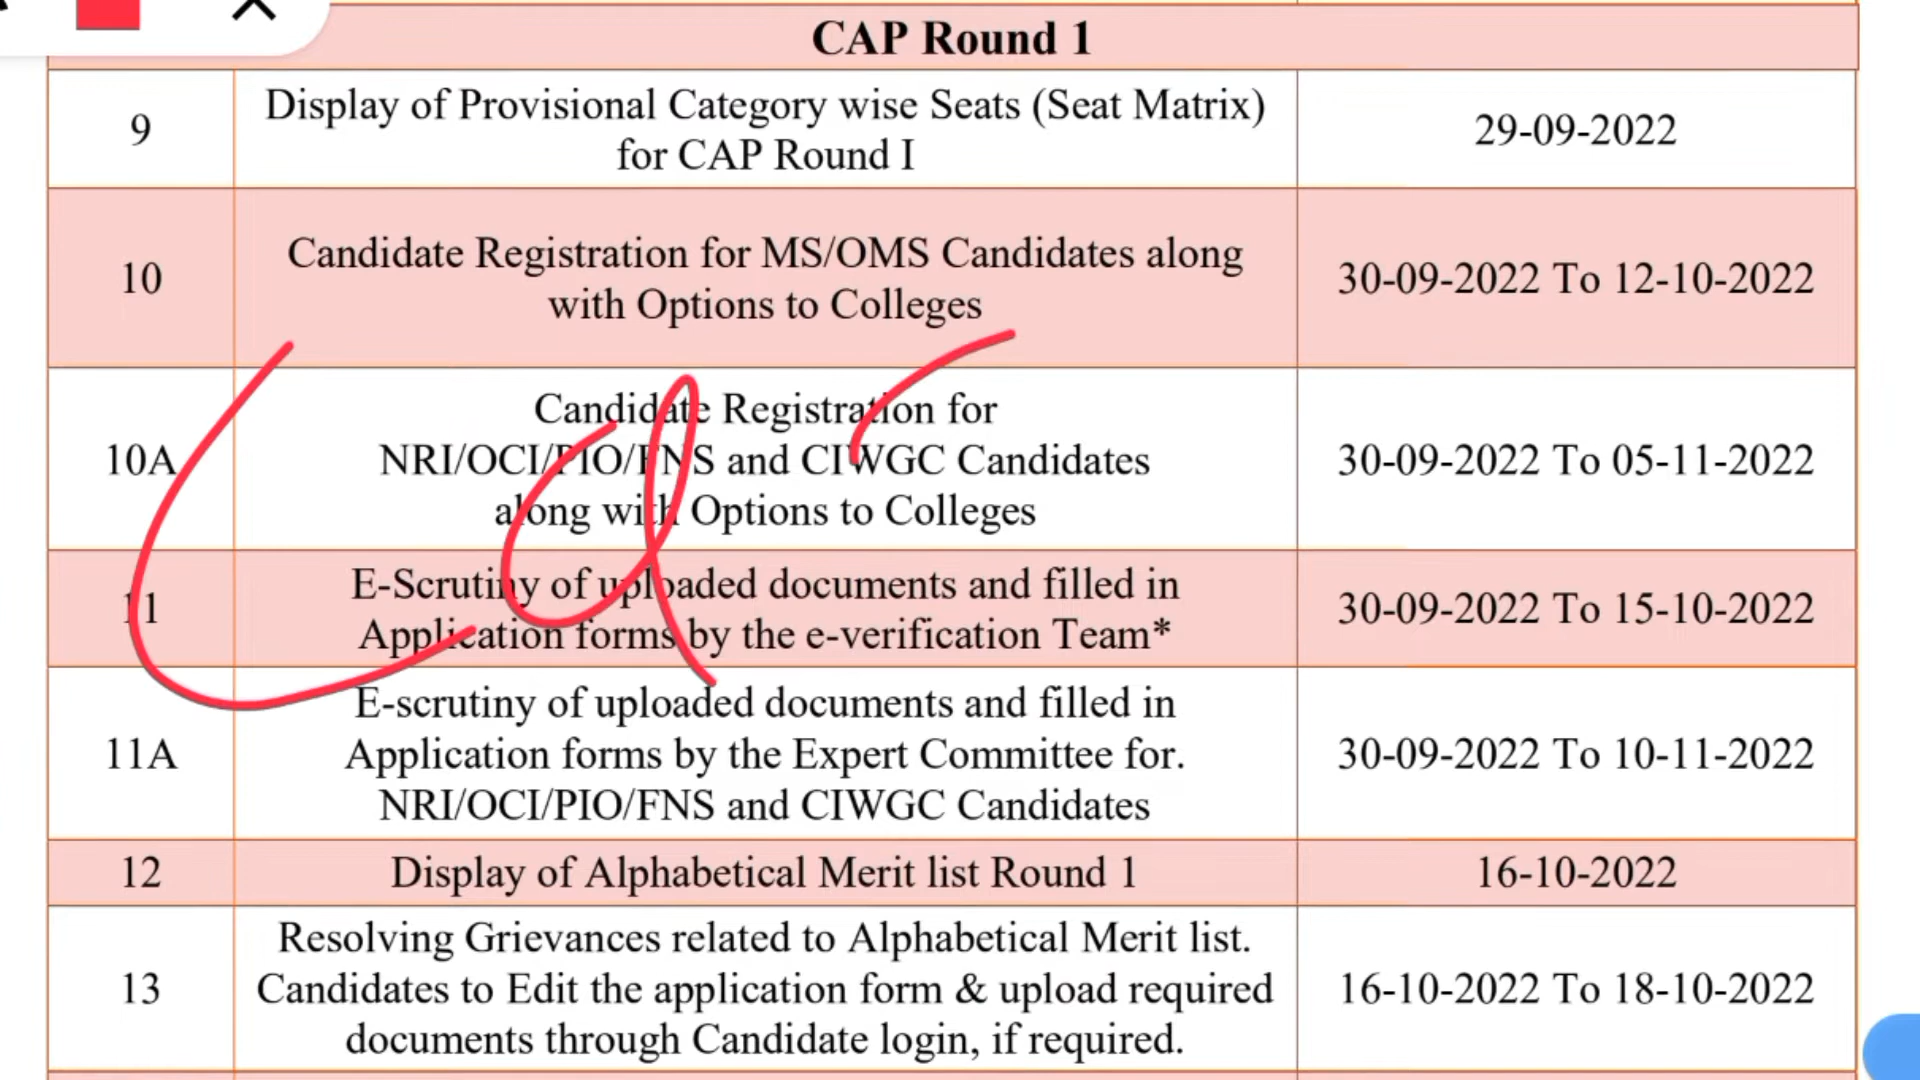 CAP Round 1
9
Display of Provisional Category wise Seats (Seat Matrix)
for CAP Round I
29-09-2022
10
Candidate Registration for MS/OMS Candidates along
with Options to Colleges
30-09-2022 To 12-10-2022
10A
Candidate Registration for
NRI/OCI/PIO/FNS and CIWGC Candidates
along with Options to Colleges
30-09-2022 To 05-11-2022
11
E-Scrutiny of uploaded documents and filled in
Application forms by the e-verification Team*
30-09-2022 To 15-10-2022
11A
E-scrutiny of uploaded documents and filled in
Application forms by the Expert Committee for.
NRI/OCI/PIO/FNS and CIWGC Candidates
30-09-2022 To 10-11-2022
12
Display of Alphabetical Merit list Round 1
16-10-2022
13
Resolving Grievances related to Alphabetical Merit list.
Candidates to Edit the application form & upload required
documents through Candidate login, if required.
16-10-2022 To 18-10-2022